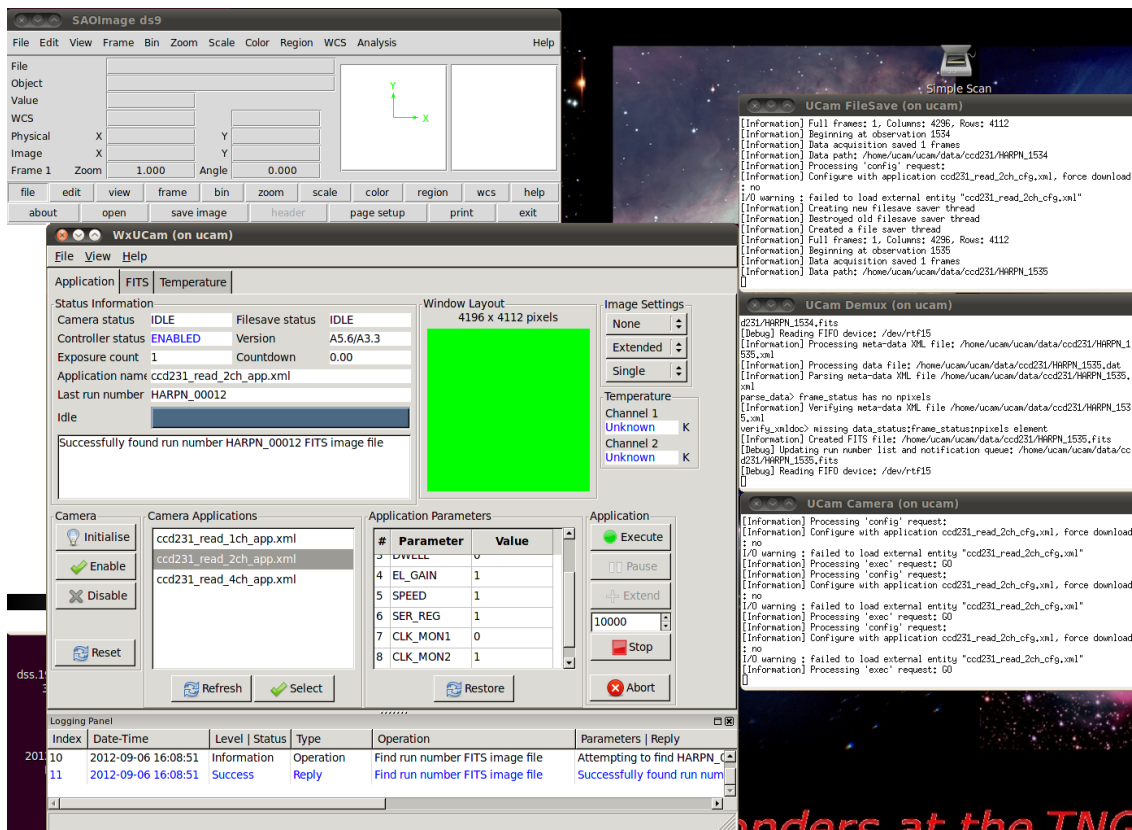 SAOImage ds9
File Edit View Frame Bin Zoom Scale Color Region WCS Analysis Help
File
Object
Value
WCS
Physical X Y
Image X Y
Frame 1 Zoom 1.000 Angle 0.000
Y
X
file edit view frame bin zoom scale color region wcs help
about open save image header page setup print exit
Simple Scan
UCam FileSave (on ucam)
[Information] Full frames: 1, Columns: 4296, Rows: 4112
[Information] Beginning at observation 1534
[Information] Data acquisition saved 1 frames
[Information] Data path: /home/ucam/ucam/data/ccd231/HARPN_1534
[Information] Processing 'config' request:
[Information] Configure with application ccd231_read_2ch_cfg.xml, force download
: no
I/O warning : failed to load external entity "ccd231_read_2ch_cfg.xml"
[Information] Creating new filesave saver thread
[Information] Destroyed old filesave saver thread
[Information] Created a file saver thread
[Information] Full frames: 1, Columns: 4296, Rows: 4112
[Information] Beginning at observation 1535
[Information] Data acquisition saved 1 frames
[Information] Data path: /home/ucam/ucam/data/ccd231/HARPN_1535
WxUCam (on ucam)
File View Help
Application FITS Temperature
Status Information
Camera status IDLE Filesave status IDLE
Controller status ENABLED Version A5.6/A3.3
Exposure count 1 Countdown 0.00
Application name ccd231_read_2ch_app.xml
Last run number HARPN_00012
Idle
Successfully found run number HARPN_00012 FITS image file
Window Layout
4196 x 4112 pixels
Image Settings
None
Extended
Single
Temperature
Channel 1
Unknown K
Channel 2
Unknown K
UCam Demux (on ucam)
d231/HARPN_1534.fits
[Debug] Reading FIFO device: /dev/rtf15
[Information] Processing meta-data XML file: /home/ucam/ucam/data/ccd231/HARPN_1
535.xml
[Information] Processing data file: /home/ucam/ucam/data/ccd231/HARPN_1535.dat
[Information] Parsing meta-data XML file /home/ucam/ucam/data/ccd231/HARPN_1535.
xml
parse_data> frame_status has no npixels
[Information] Verifying meta-data XML file /home/ucam/ucam/data/ccd231/HARPN_153
5.xml
verify_xmldoc> missing data_status:frame_status:npixels element
[Information] Created FITS file: /home/ucam/ucam/data/ccd231/HARPN_1535.fits
[Debug] Updating run number list and notification queue: /home/ucam/ucam/data/cc
d231/HARPN_1535.fits
[Debug] Reading FIFO device: /dev/rtf15
Camera
Initialise
Enable
Disable
Reset
Camera Applications
ccd231_read_1ch_app.xml
ccd231_read_2ch_app.xml
ccd231_read_4ch_app.xml
Refresh Select
Application Parameters
# Parameter Value
3 DWELL 0
4 EL_GAIN 1
5 SPEED 1
6 SER_REG 1
7 CLK_MON1 0
8 CLK_MON2 1
Restore
Application
Execute
Pause
Extend
10000
Stop
Abort
UCam Camera (on ucam)
[Information] Processing 'config' request:
[Information] Configure with application ccd231_read_2ch_cfg.xml, force download
: no
I/O warning : failed to load external entity "ccd231_read_2ch_cfg.xml"
[Information] Processing 'exec' request: GO
[Information] Processing 'config' request:
[Information] Configure with application ccd231_read_2ch_cfg.xml, force download
: no
I/O warning : failed to load external entity "ccd231_read_2ch_cfg.xml"
[Information] Processing 'exec' request: GO
[Information] Processing 'config' request:
[Information] Configure with application ccd231_read_2ch_cfg.xml, force download
: no
I/O warning : failed to load external entity "ccd231_read_2ch_cfg.xml"
[Information] Processing 'exec' request: GO
Logging Panel
Index Date-Time Level | Status Type Operation Parameters | Reply
10 2012-09-06 16:08:51 Information Operation Find run number FITS image file Attempting to find HARPN_0
11 2012-09-06 16:08:51 Success Reply Find run number FITS image file Successfully found run num
dss.1
201
nders at the TNG